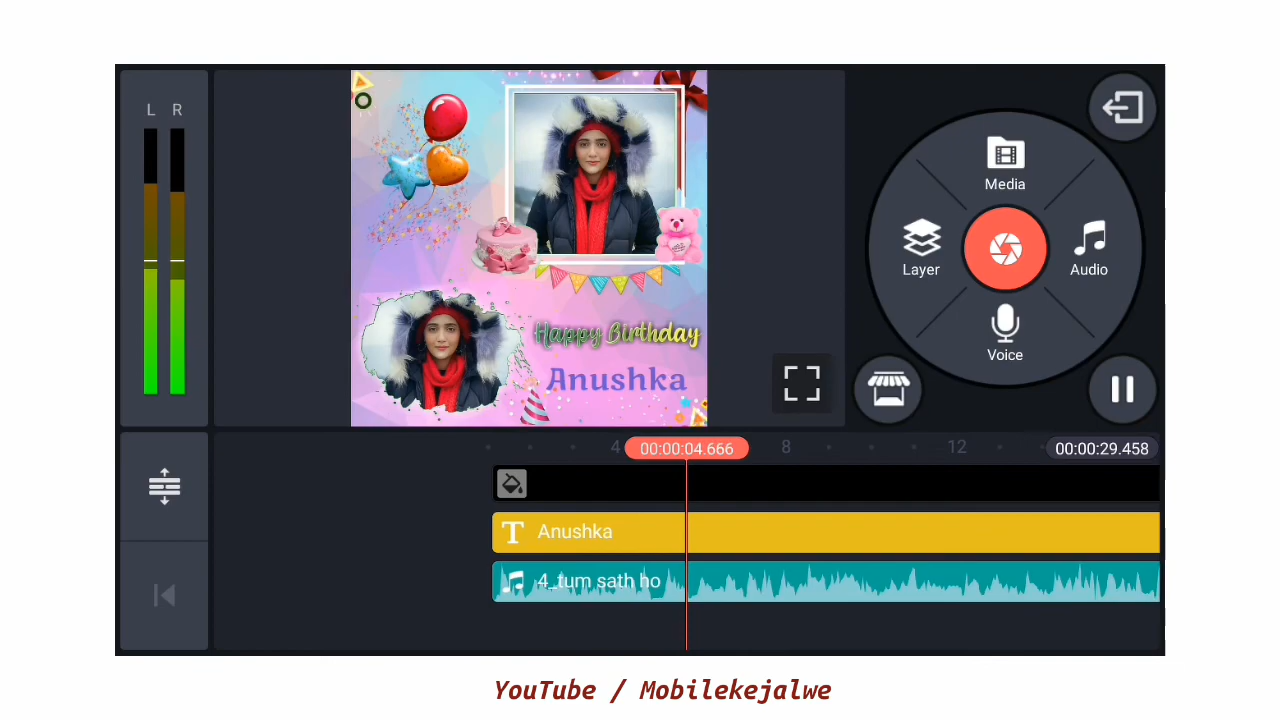 L R
Media
Layer
Audio
Voice
Happy Birthday
Anushka
4
00:00:04.666
8
12
00:00:29.458
Anushka
4_tum sath ho
YouTube / Mobilekejalwe